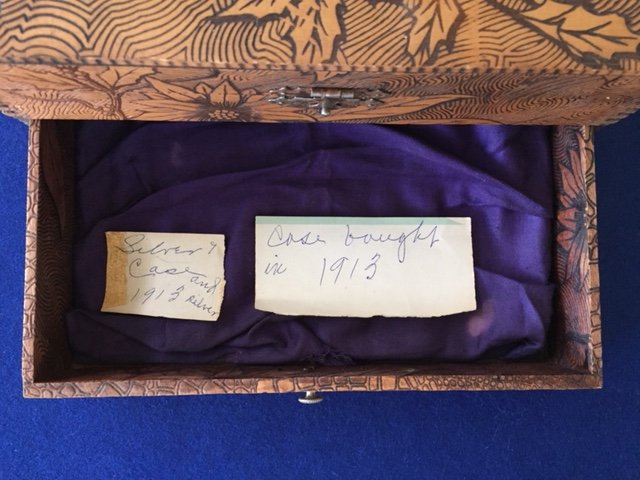 Silver &
Case and
1913 silver
Case bought
in 1913